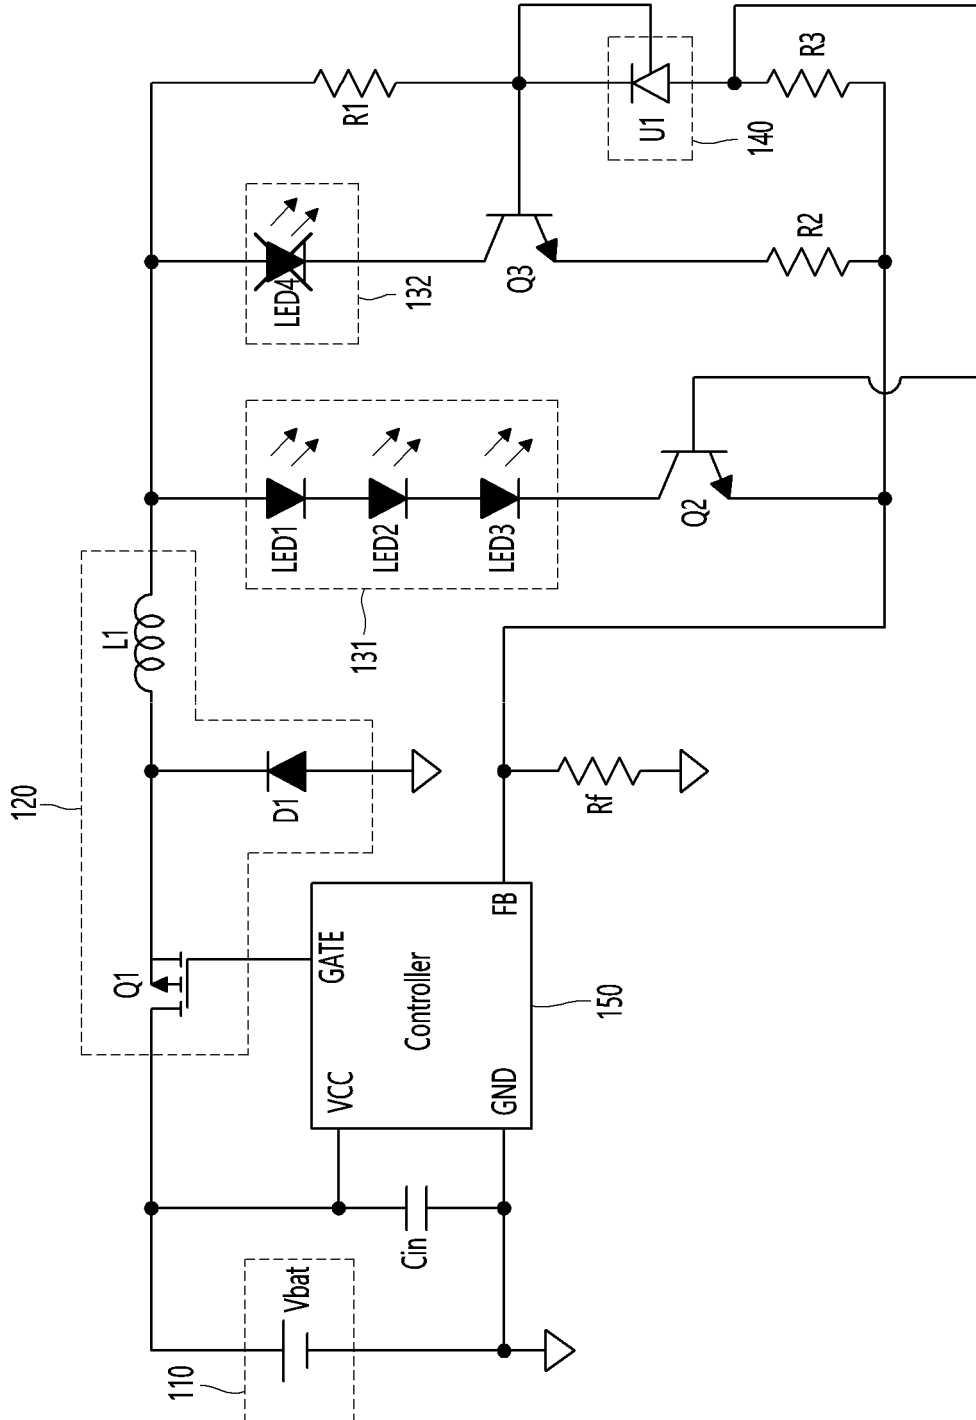 120
Q1
L1
D1
110
Vbat
Cin
VCC
GATE
Controller
GND
FB
150
Rf
LED1
LED2
LED3
131
Q2
LED4
132
Q3
R1
U1
140
R2
R3